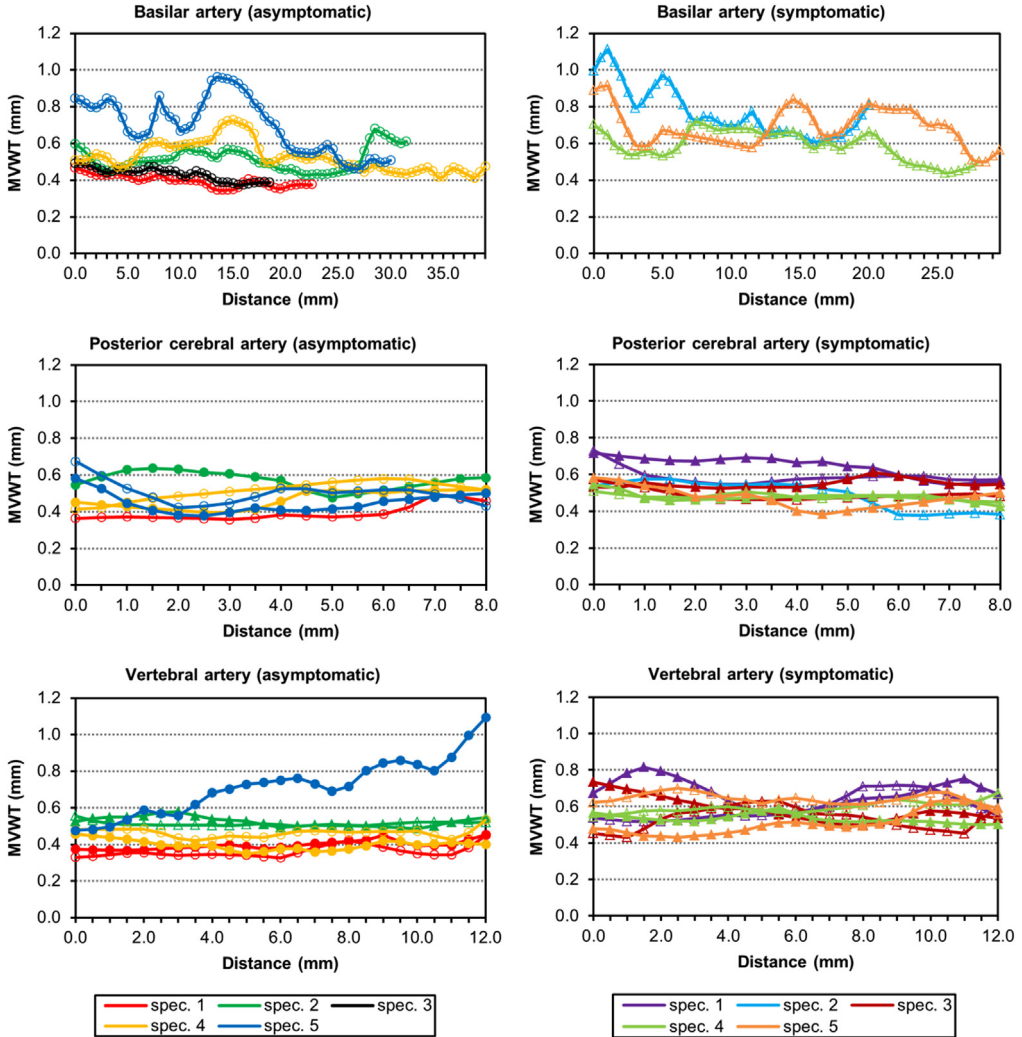 Basilar artery (asymptomatic)
MVWT (mm)
1.2
1.0
0.8
0.6
0.4
0.2
0.0
0.0 5.0 10.0 15.0 20.0 25.0 30.0 35.0
Distance (mm)
Basilar artery (symptomatic)
MVWT (mm)
1.2
1.0
0.8
0.6
0.4
0.2
0.0
0.0 5.0 10.0 15.0 20.0 25.0
Distance (mm)
Posterior cerebral artery (asymptomatic)
MVWT (mm)
1.2
1.0
0.8
0.6
0.4
0.2
0.0
0.0 1.0 2.0 3.0 4.0 5.0 6.0 7.0 8.0
Distance (mm)
Posterior cerebral artery (symptomatic)
MVWT (mm)
1.2
1.0
0.8
0.6
0.4
0.2
0.0
0.0 1.0 2.0 3.0 4.0 5.0 6.0 7.0 8.0
Distance (mm)
Vertebral artery (asymptomatic)
MVWT (mm)
1.2
1.0
0.8
0.6
0.4
0.2
0.0
0.0 2.0 4.0 6.0 8.0 10.0 12.0
Distance (mm)
Vertebral artery (symptomatic)
MVWT (mm)
1.2
1.0
0.8
0.6
0.4
0.2
0.0
0.0 2.0 4.0 6.0 8.0 10.0 12.0
Distance (mm)
spec. 1 spec. 2 spec. 3
spec. 4 spec. 5
spec. 1 spec. 2 spec. 3
spec. 4 spec. 5